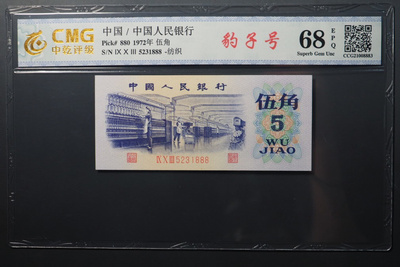 CMG
中乾评级
中国 / 中国人民银行
Pick# 880 1972年 伍角
S/N IX X III 5231888 -纺织
豹子号
68 EPQ
Superb Gem Unc
CCG21008883
中国人民银行
伍角
5
WU
JIAO
IX X III 5231888